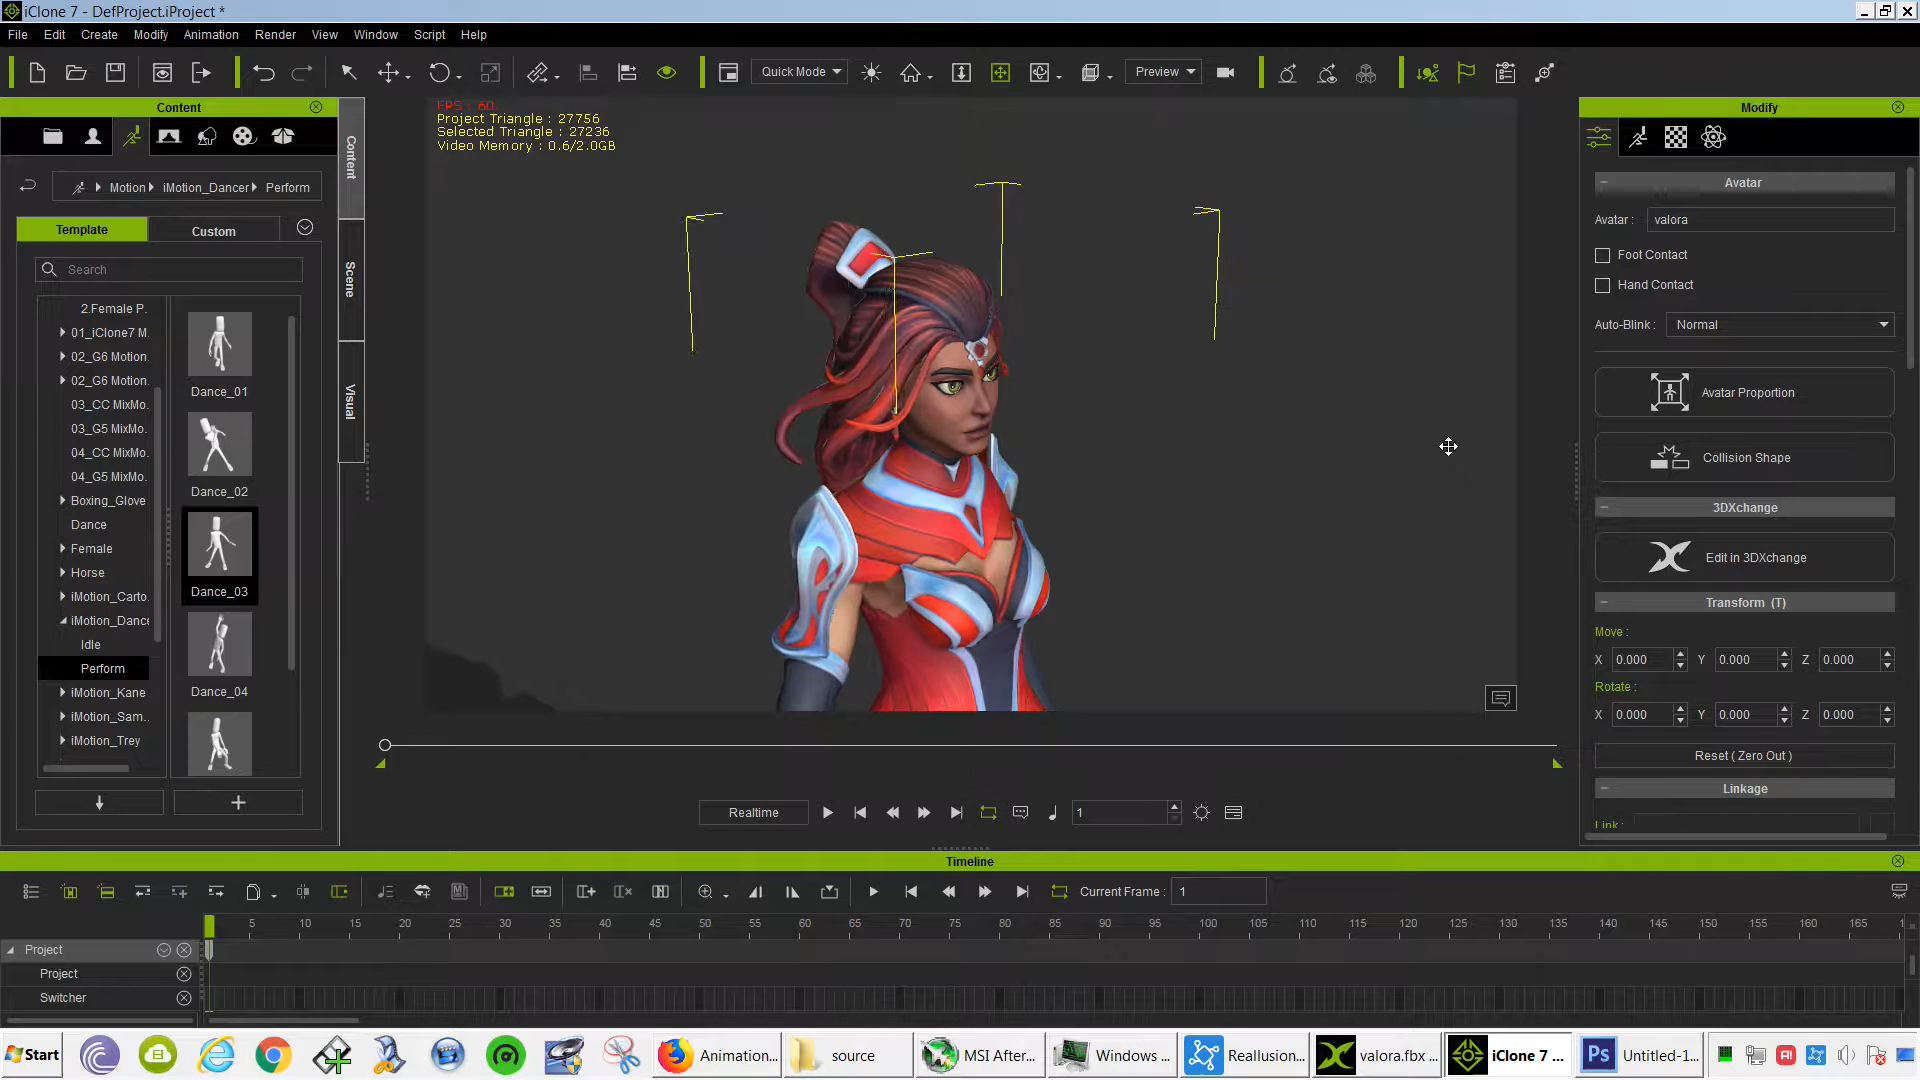 iClone 7 - DefProject.iProject *
File Edit Create Modify Animation Render View Window Script Help
Quick Mode
Preview
Content
Motion iMotion_Dancer Perform
Template
Custom
Search
2.Female P.
01_iClone7 M.
02_G6 Motion.
02_G6 Motion.
03_CC MixMo.
03_G5 MixMo.
04_CC MixMo.
04_G5 MixMo.
Boxing_Glove
Dance
Female
Horse
iMotion_Carto.
iMotion_Dance
Idle
Perform
iMotion_Kane
iMotion_Sam..
iMotion_Trey
Dance_01
Dance_02
Dance_03
Dance_04
Content
Scene
Visual
FPS : 60
Project Triangle : 27756
Selected Triangle : 27236
Video Memory : 0.6/2.0GB
Realtime
1
Modify
Avatar
Avatar : valora
Foot Contact
Hand Contact
Auto-Blink : Normal
Avatar Proportion
Collision Shape
3DXchange
Edit in 3DXchange
Transform (T)
Move :
X 0.000 Y 0.000 Z 0.000
Rotate :
X 0.000 Y 0.000 Z 0.000
Reset ( Zero Out )
Linkage
Link :
Timeline
Current Frame : 1
5 10 15 20 25 30 35 40 45 50 55 60 65 70 75 80 85 90 95 100 105 110 115 120 125 130 135 140 145 150 155 160 165
Project
Project
Switcher
Start
Animation...
source
MSI After...
Windows ...
Reallusion...
valora.fbx ...
iClone 7 ...
Ps
Untitled-1...
AI